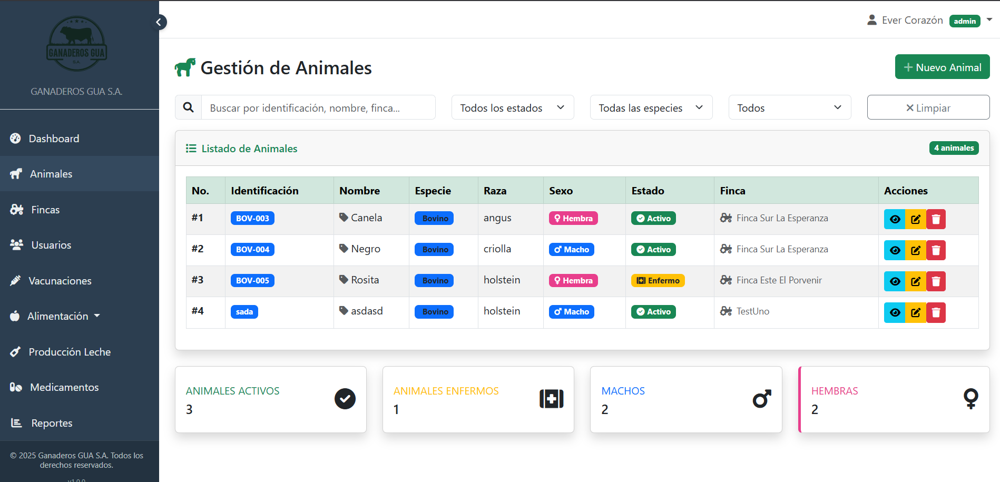 GANADEROS GUA
S.A.
GANADEROS GUA S.A.
Dashboard
Animales
Fincas
Usuarios
Vacunaciones
Alimentación
Producción Leche
Medicamentos
Reportes
© 2025 Ganaderos GUA S.A. Todos los
derechos reservados.
v1.0.0
Ever Corazón admin
Gestión de Animales
Nuevo Animal
Buscar por identificación, nombre, finca...
Todos los estados
Todas las especies
Todos
Limpiar
Listado de Animales
4 animales
No. Identificación Nombre Especie Raza Sexo Estado Finca Acciones
#1 BOV-003 Canela Bovino angus Hembra Activo Finca Sur La Esperanza
#2 BOV-004 Negro Bovino criolla Macho Activo Finca Sur La Esperanza
#3 BOV-005 Rosita Bovino holstein Hembra Enfermo Finca Este El Porvenir
#4 sada asdasd Bovino holstein Macho Activo TestUno
ANIMALES ACTIVOS
3
ANIMALES ENFERMOS
1
MACHOS
2
HEMBRAS
2